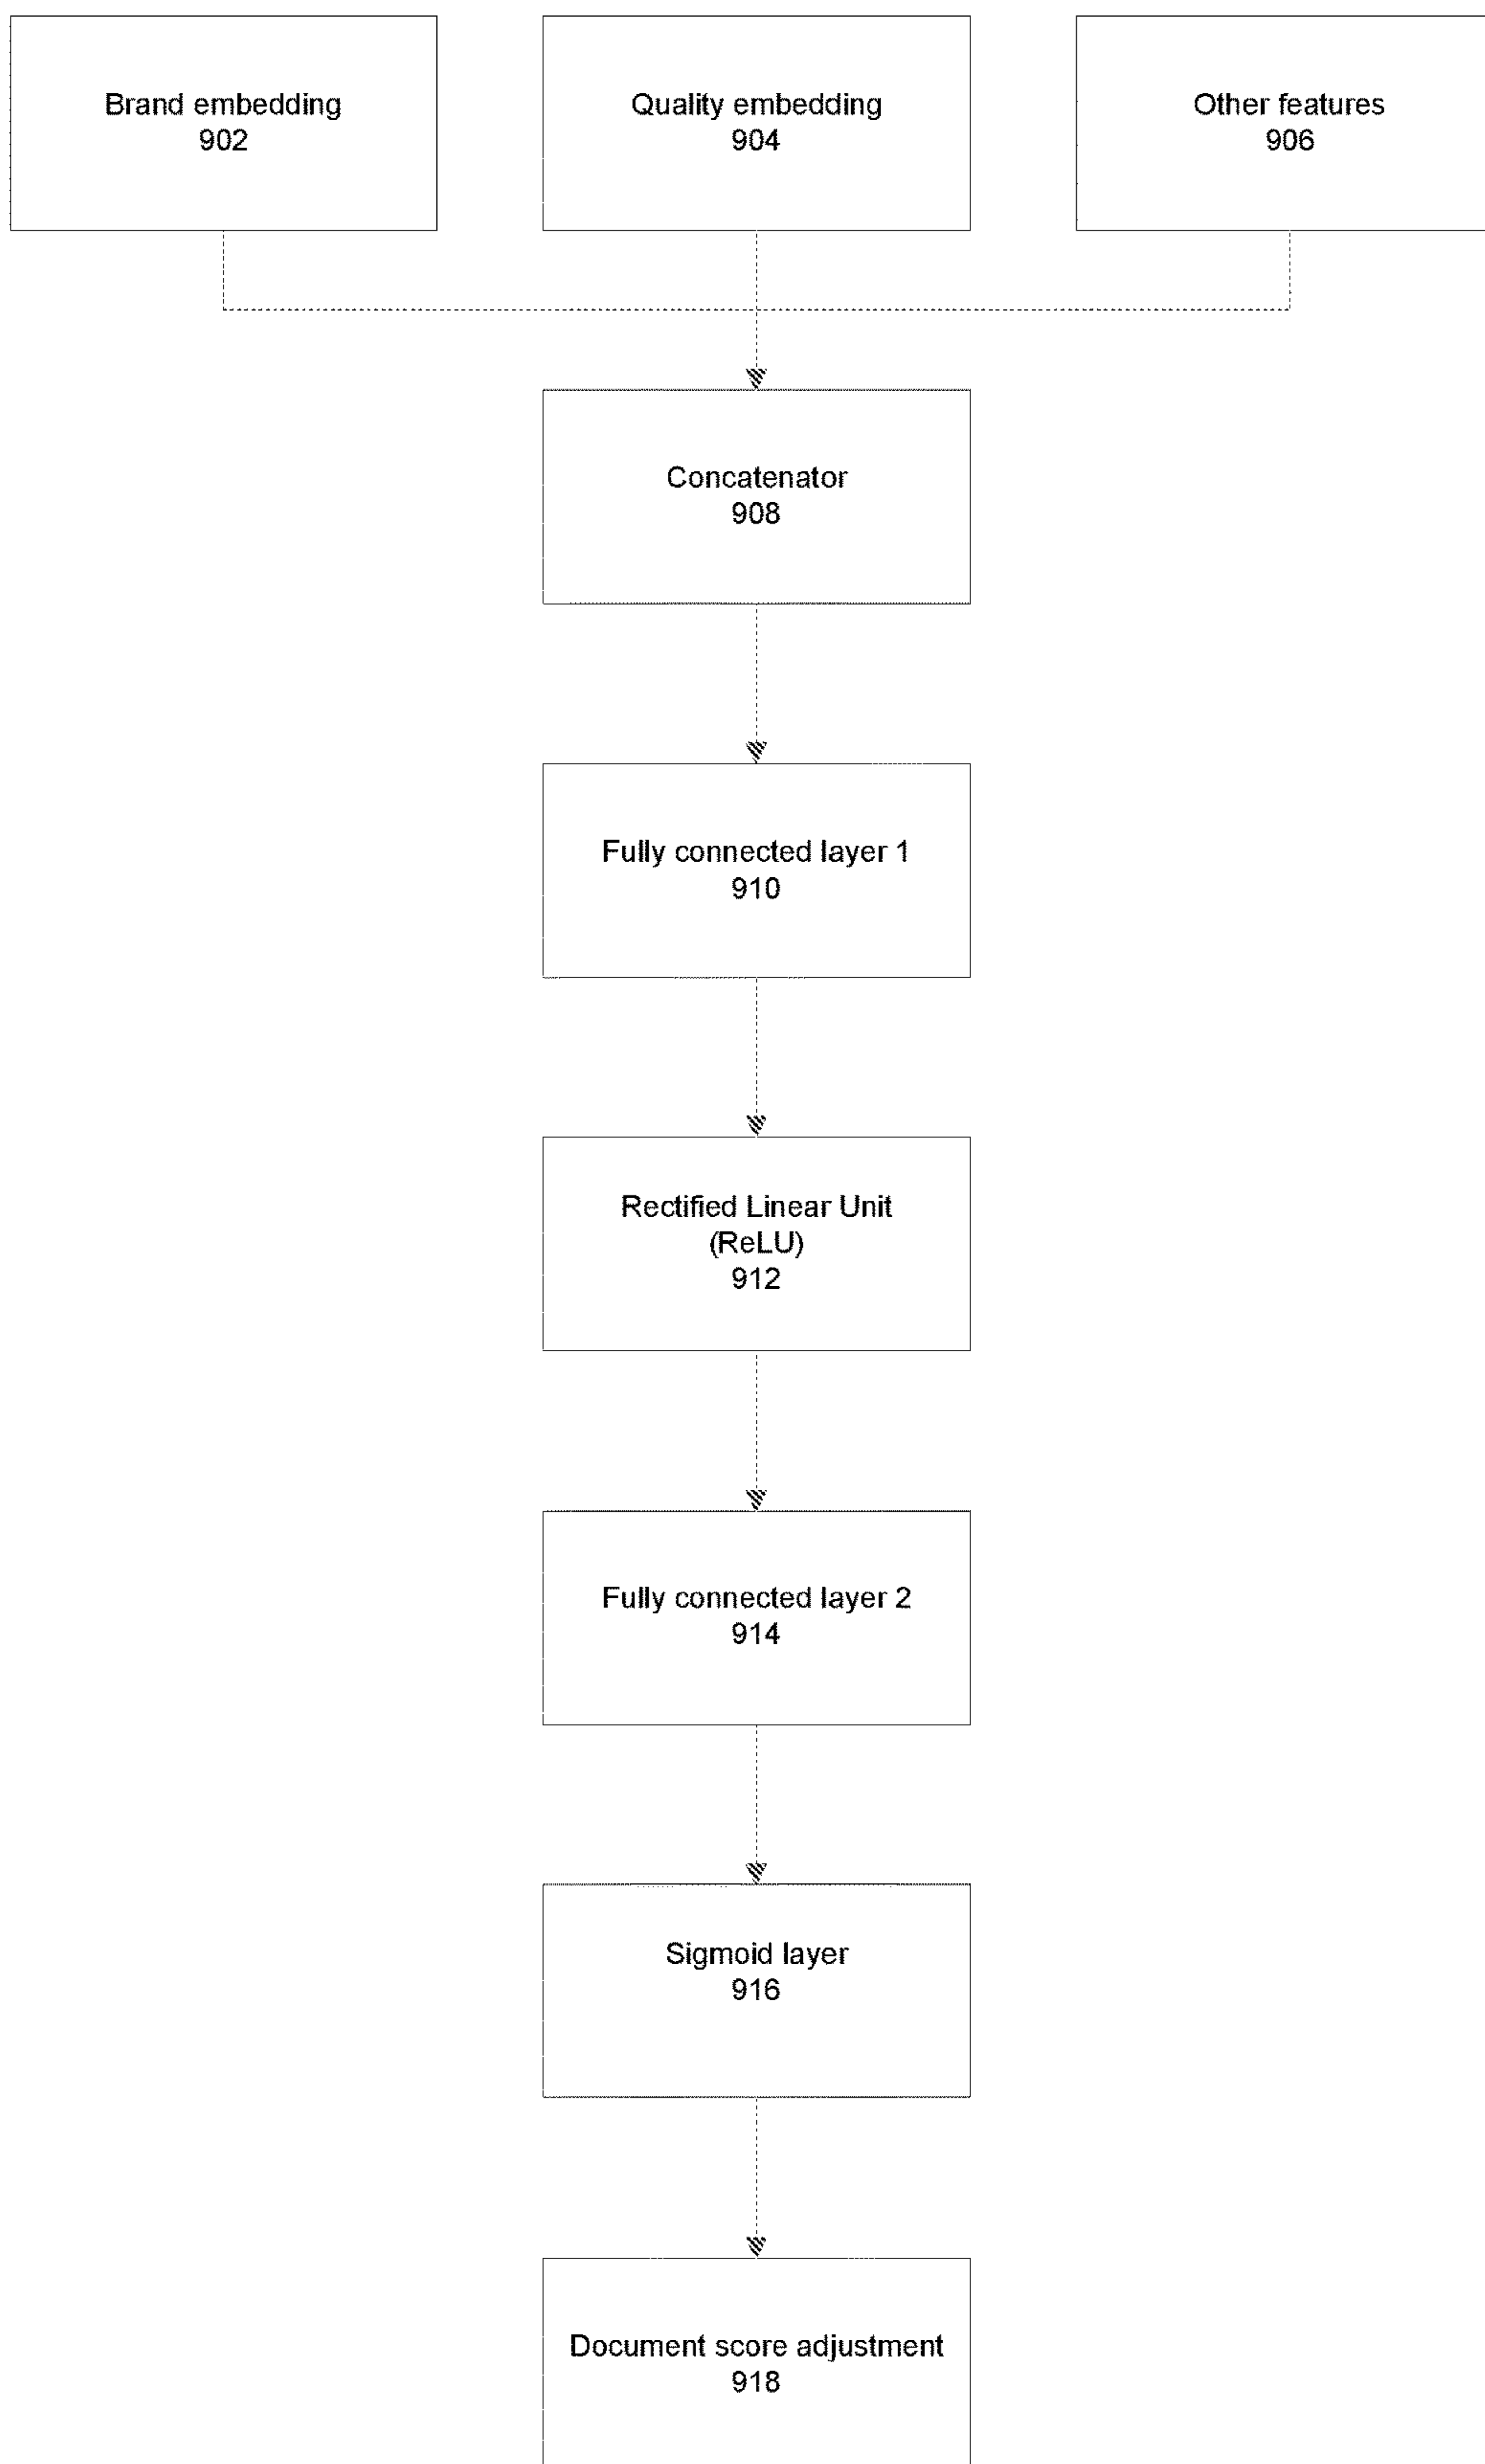 Brand embedding
902
Quality embedding
904
Other features
906
Concatenator
908
Fully connected layer 1
910
Rectified Linear Unit
(ReLU)
912
Fully connected layer 2
914
Sigmoid layer
916
Document score adjustment
918